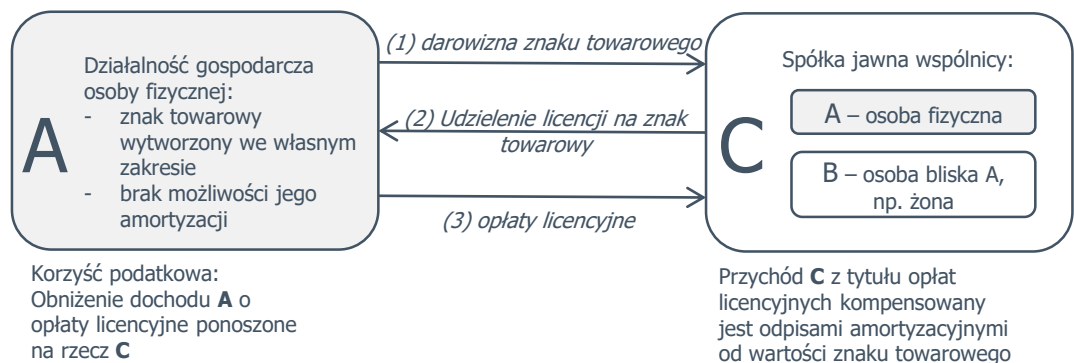 A
Działalność gospodarcza
osoby fizycznej:
- znak towarowy
wytworzony we własnym
zakresie
- brak możliwości jego
amortyzacji
(1) darowizna znaku towarowego
(2) Udzielenie licencji na znak
towarowy
(3) opłaty licencyjne
C
Spółka jawna wspólnicy:
A – osoba fizyczna
B – osoba bliska A,
np. żona
Korzyść podatkowa:
Obniżenie dochodu A o
opłaty licencyjne ponoszone
na rzecz C
Przychód C z tytułu opłat
licencyjnych kompensowany
jest odpisami amortyzacyjnymi
od wartości znaku towarowego